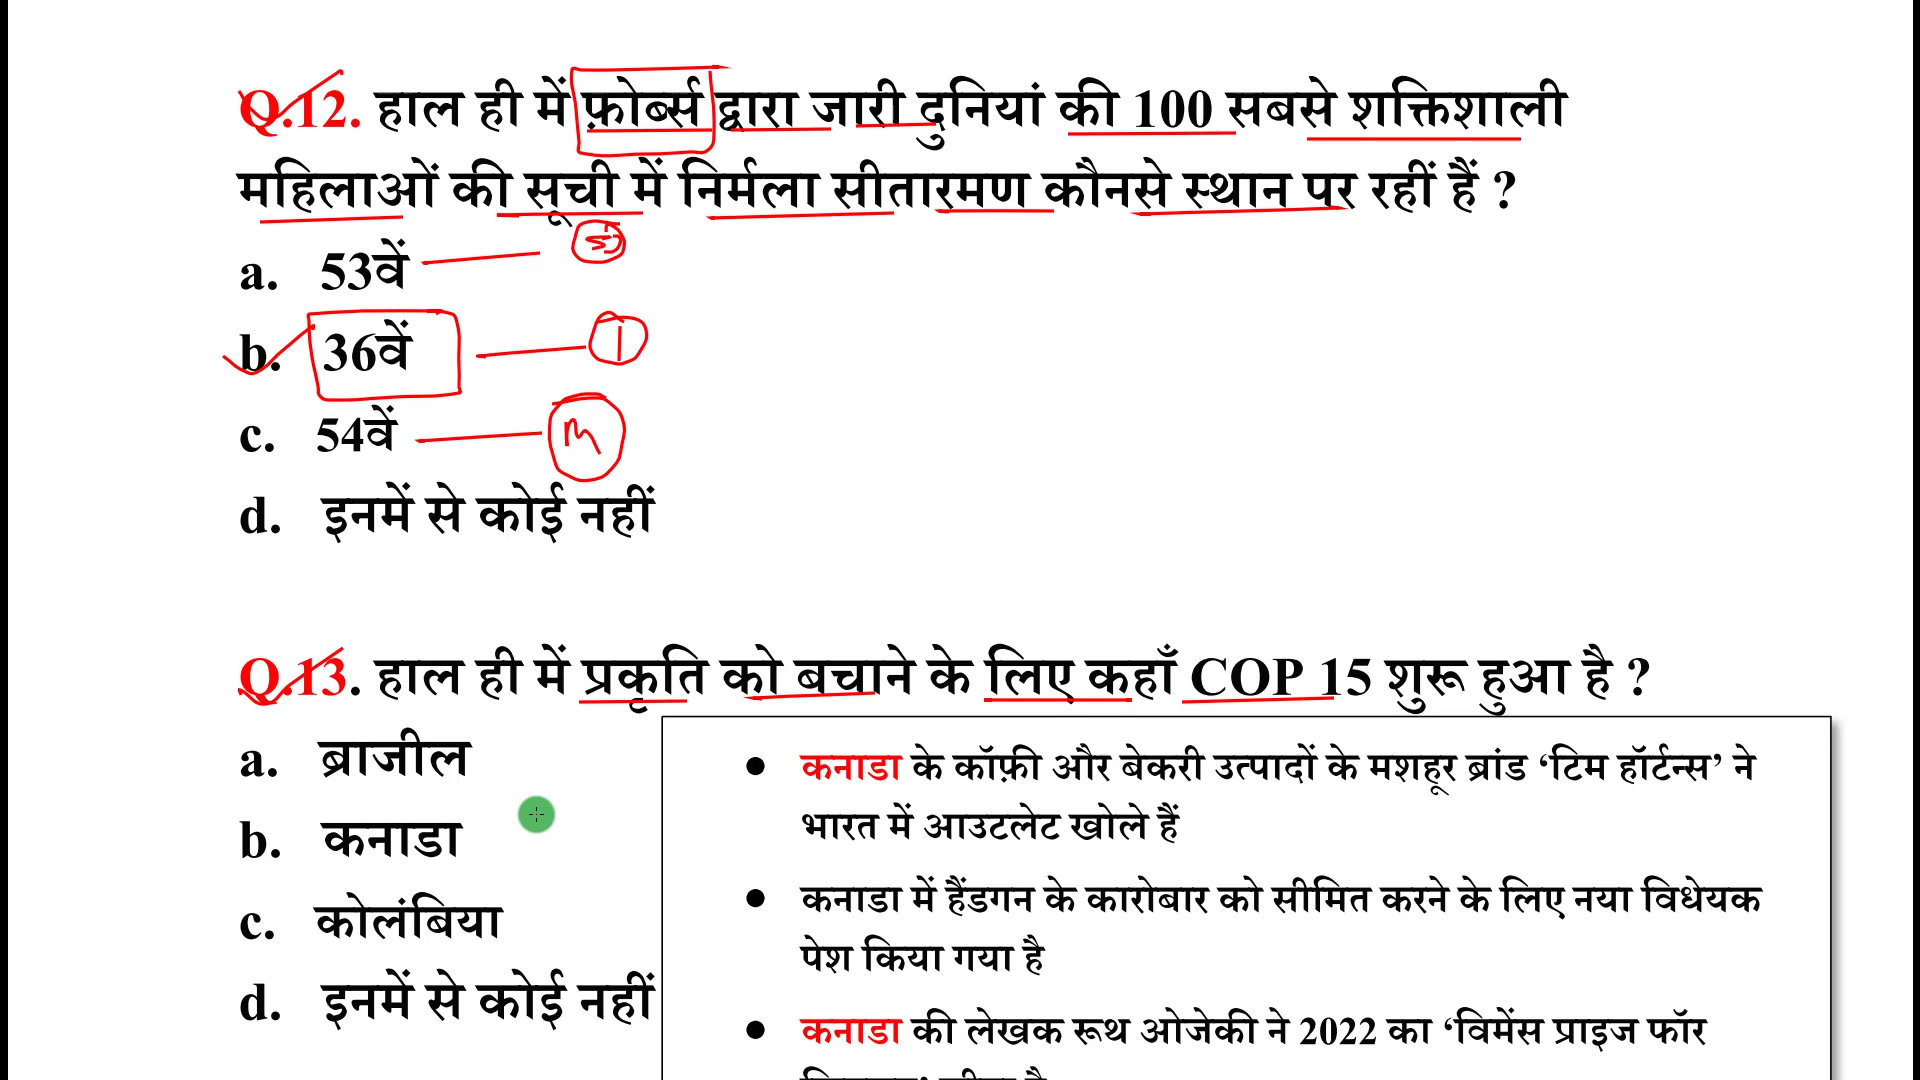 Q.12. हाल ही में फ़ोर्ब्स द्वारा जारी दुनियां की 100 सबसे शक्तिशाली
महिलाओं की सूची में निर्मला सीतारमण कौनसे स्थान पर रहीं हैं ?
a. 53वें
b. 36वें
c. 54वें
d. इनमें से कोई नहीं
Q.13. हाल ही में प्रकृति को बचाने के लिए कहाँ COP 15 शुरू हुआ है ?
a. ब्राजील
b. कनाडा
c. कोलंबिया
d. इनमें से कोई नहीं
● कनाडा के कॉफ़ी और बेकरी उत्पादों के मशहूर ब्रांड ‘टिम हॉर्टन्स’ ने
भारत में आउटलेट खोले हैं
● कनाडा में हैंडगन के कारोबार को सीमित करने के लिए नया विधेयक
पेश किया गया है
● कनाडा की लेखक रूथ ओजेकी ने 2022 का ‘विमेंस प्राइज फॉर